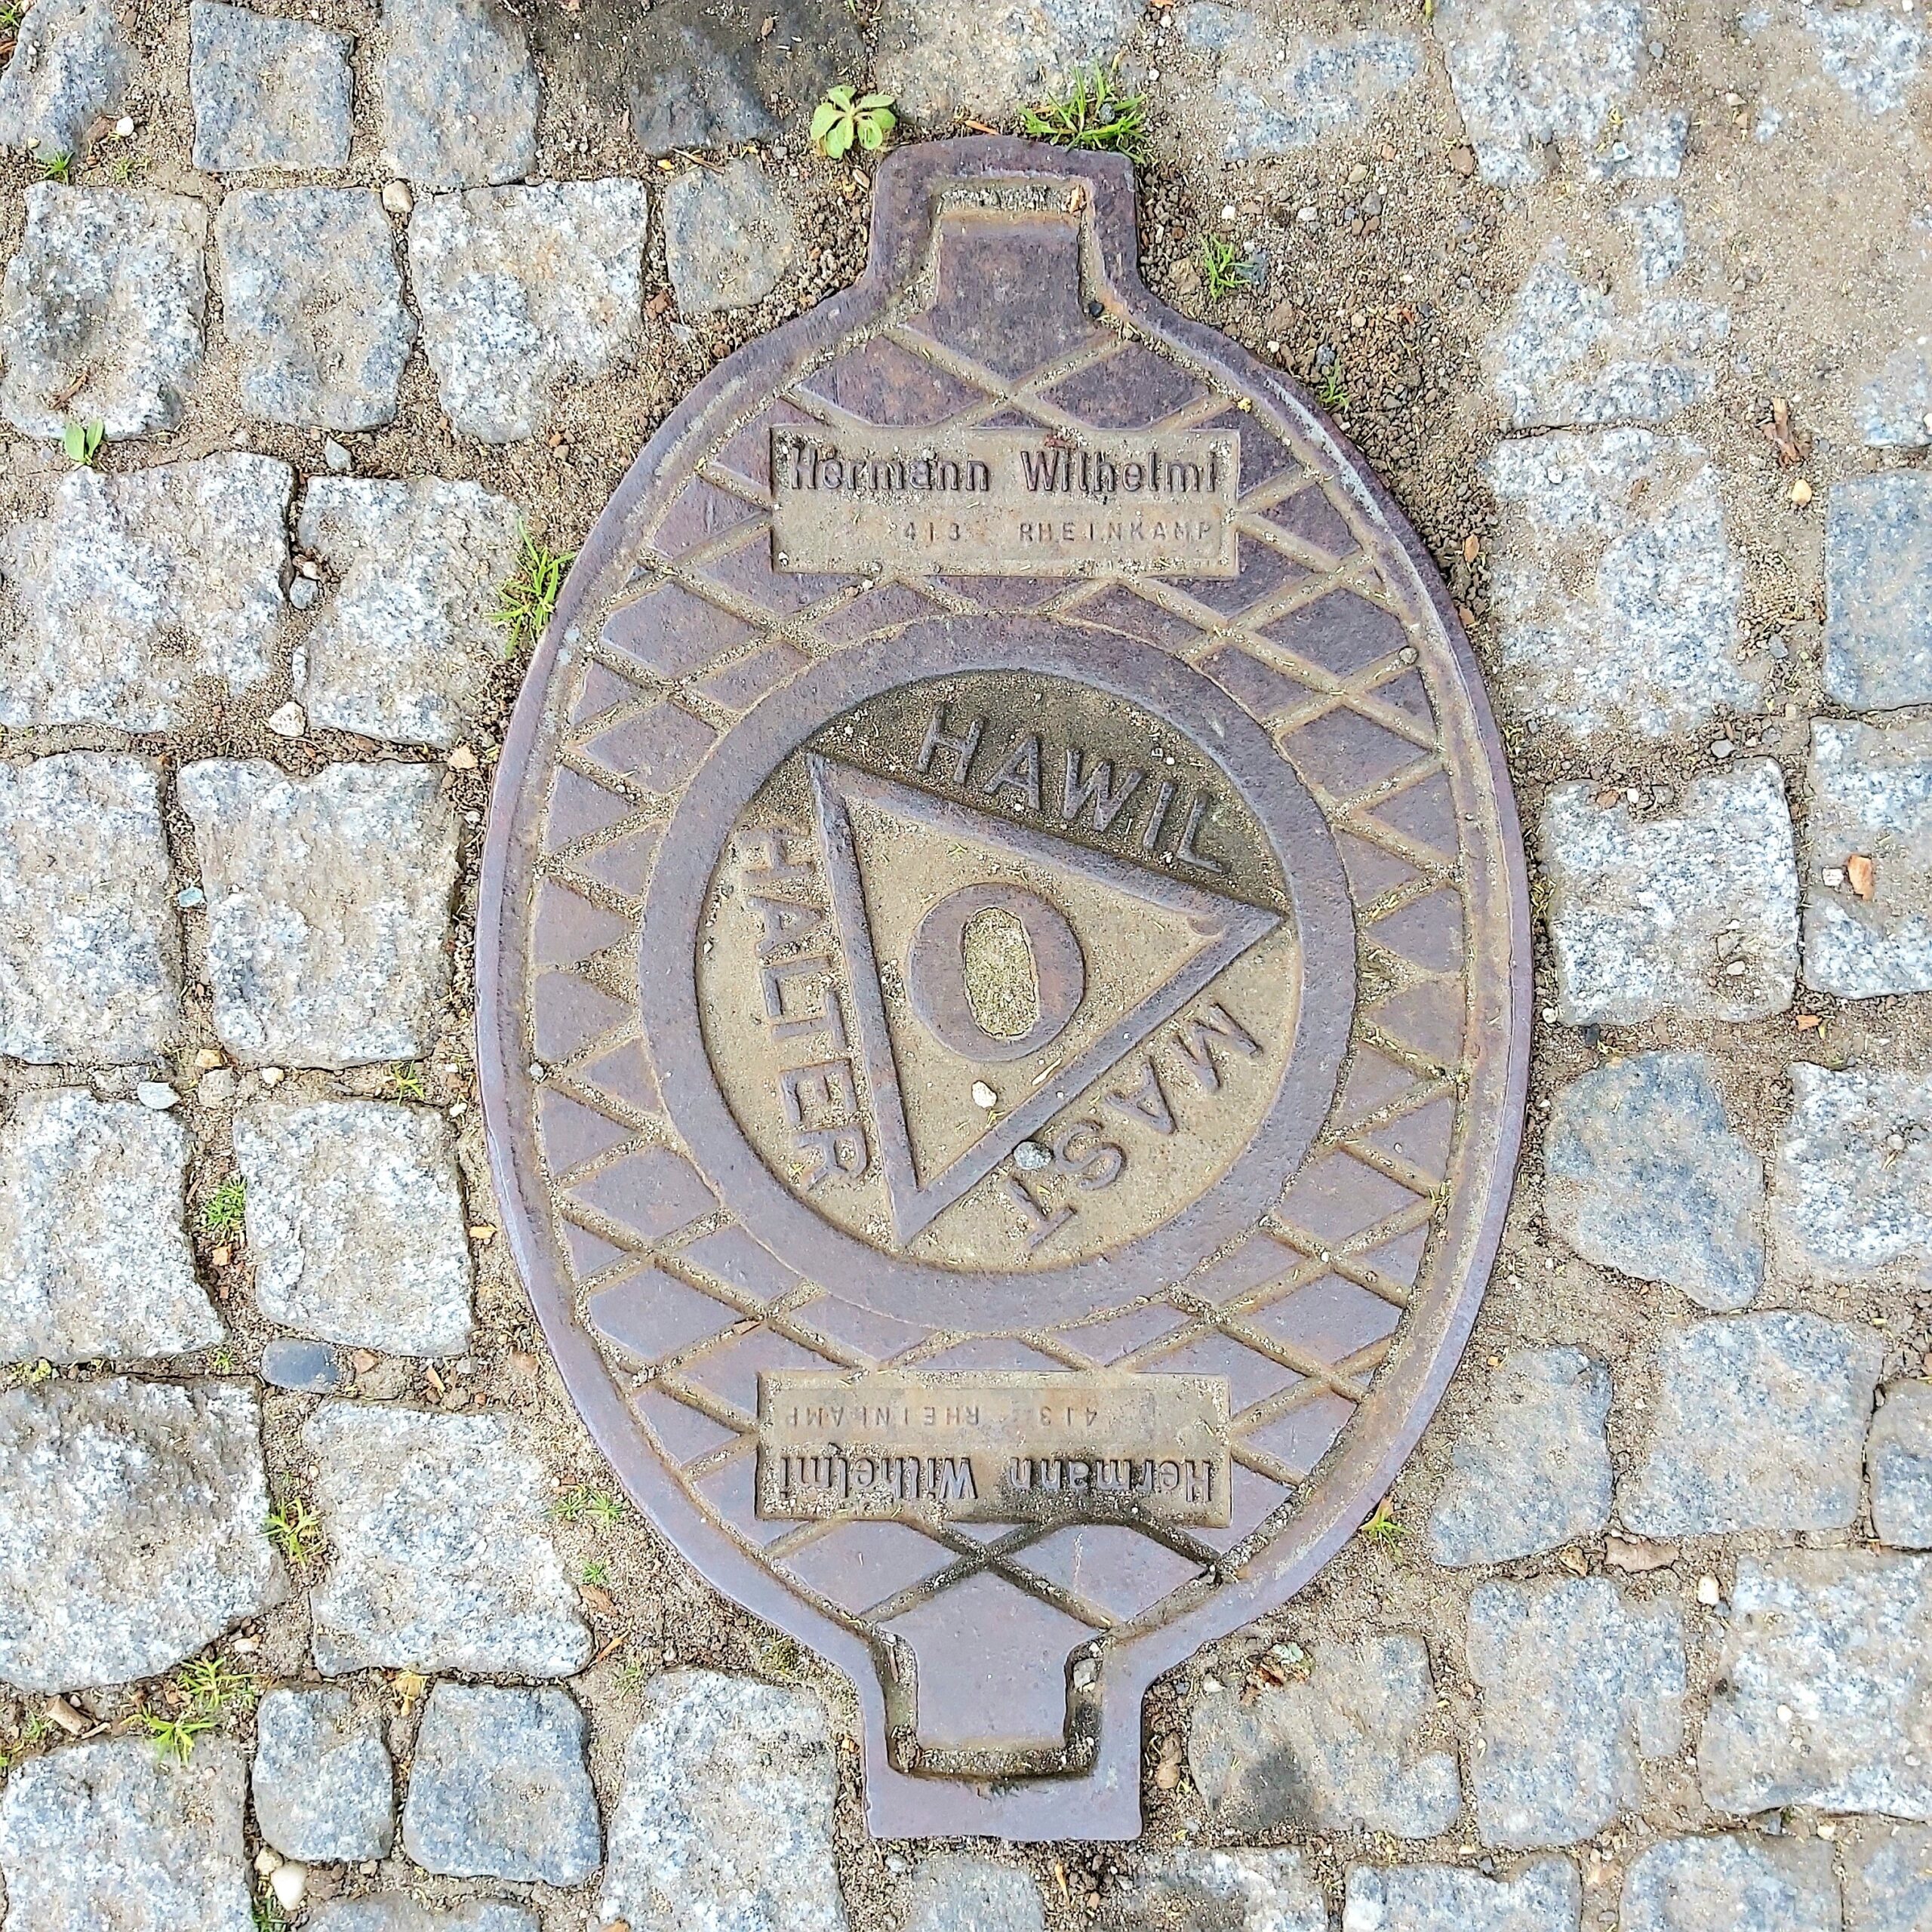 Hermann Wilhelmi
413 RHEINKAMP
HAWIL
MAST
HALTER
O
Hermann Wilhelmi
413 RHEINKAMP